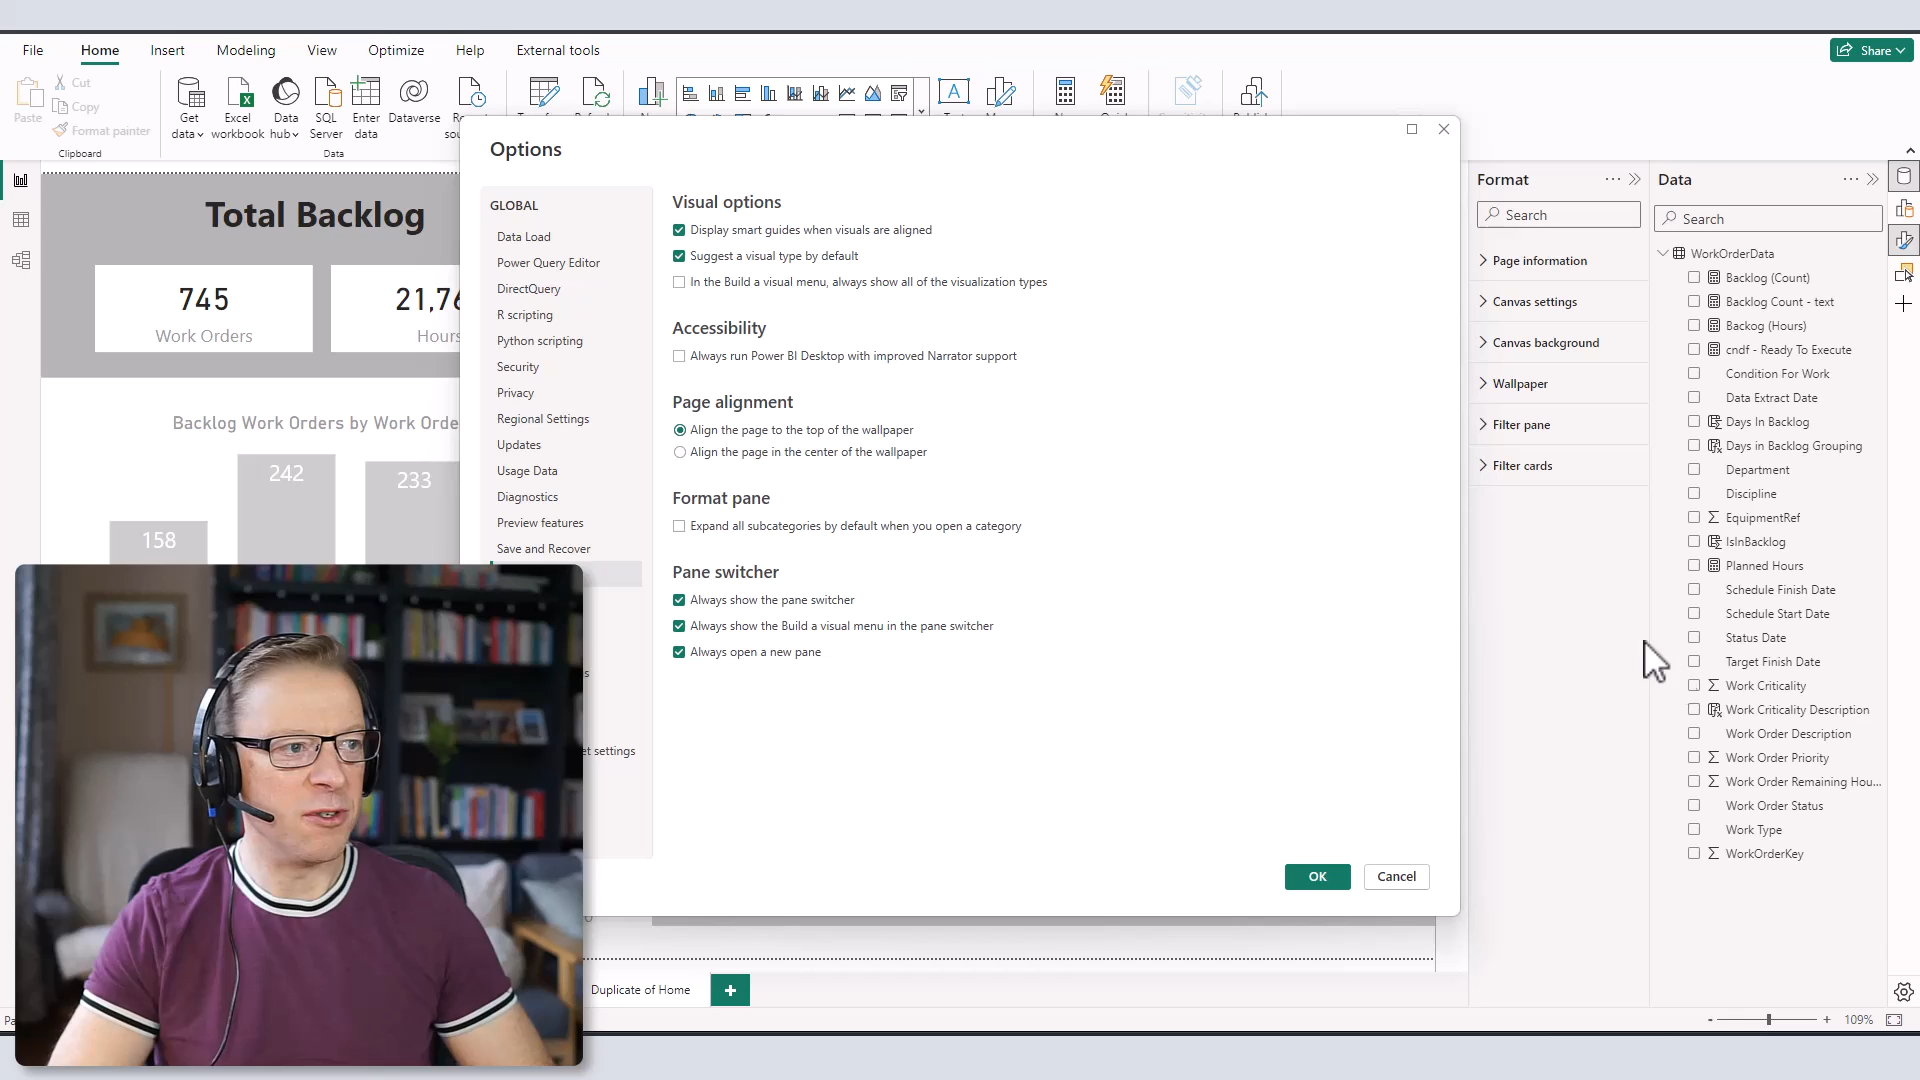 File Home Insert Modeling View Optimize Help External tools Share
Paste Cut
Copy
Format painter
Clipboard
Get data
Excel workbook
Data hub
SQL Server
Enter data
Dataverse
Data
Options
GLOBAL
Data Load
Power Query Editor
DirectQuery
R scripting
Python scripting
Security
Privacy
Regional Settings
Updates
Usage Data
Diagnostics
Preview features
Save and Recover
settings
Visual options
Display smart guides when visuals are aligned
Suggest a visual type by default
In the Build a visual menu, always show all of the visualization types
Accessibility
Always run Power BI Desktop with improved Narrator support
Page alignment
Align the page to the top of the wallpaper
Align the page in the center of the wallpaper
Format pane
Expand all subcategories by default when you open a category
Pane switcher
Always show the pane switcher
Always show the Build a visual menu in the pane switcher
Always open a new pane
OK Cancel
Total Backlog
745
Work Orders
21,76
Hours
Backlog Work Orders by Work Orde
158
242
233
Duplicate of Home
+
Format
Search
Page information
Canvas settings
Canvas background
Wallpaper
Filter pane
Filter cards
Data
Search
WorkOrderData
Backlog (Count)
Backlog Count - text
Backog (Hours)
cndf - Ready To Execute
Condition For Work
Data Extract Date
Days In Backlog
Days in Backlog Grouping
Department
Discipline
EquipmentRef
IsInBacklog
Planned Hours
Schedule Finish Date
Schedule Start Date
Status Date
Target Finish Date
Work Criticality
Work Criticality Description
Work Order Description
Work Order Priority
Work Order Remaining Hou...
Work Order Status
Work Type
WorkOrderKey
- + 109%